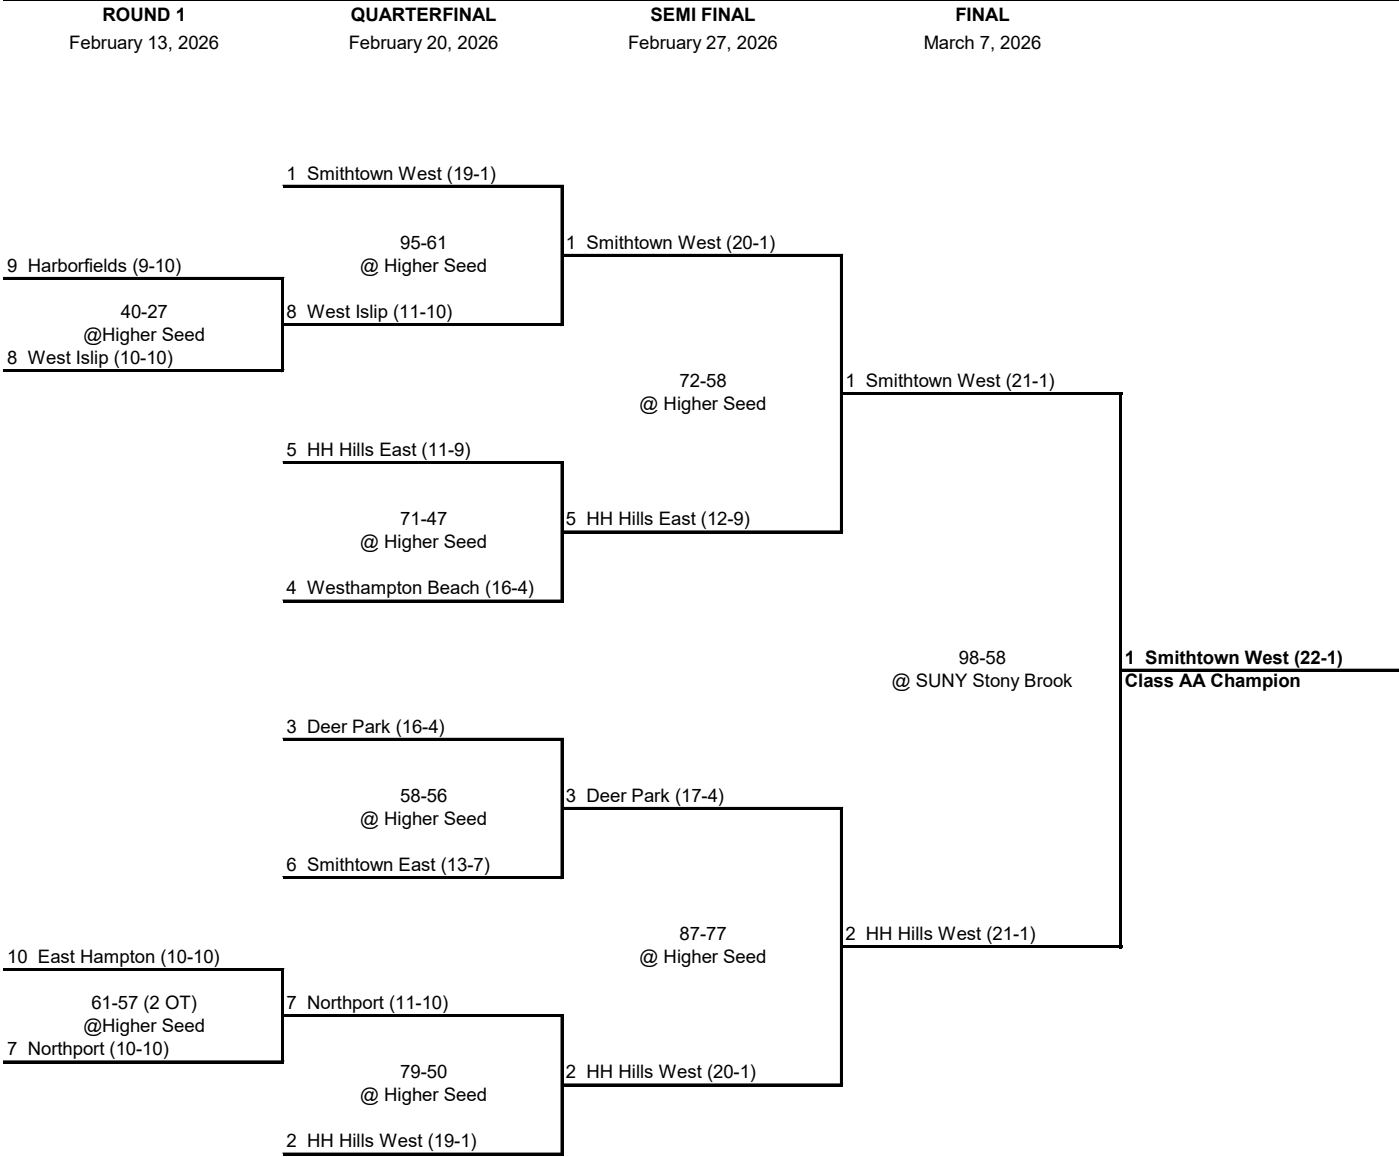 ROUND 1
QUARTERFINAL
SEMI FINAL
FINAL
February 13, 2026
February 20, 2026
February 27, 2026
March 7, 2026
1 Smithtown West (19-1)
95-61
@ Higher Seed
1 Smithtown West (20-1)
9 Harborfields (9-10)
40-27
@Higher Seed
8 West Islip (11-10)
8 West Islip (10-10)
72-58
@ Higher Seed
1 Smithtown West (21-1)
5 HH Hills East (11-9)
71-47
@ Higher Seed
5 HH Hills East (12-9)
4 Westhampton Beach (16-4)
98-58
@ SUNY Stony Brook
1 Smithtown West (22-1)
Class AA Champion
3 Deer Park (16-4)
58-56
@ Higher Seed
3 Deer Park (17-4)
6 Smithtown East (13-7)
87-77
@ Higher Seed
2 HH Hills West (21-1)
10 East Hampton (10-10)
61-57 (2 OT)
@Higher Seed
7 Northport (11-10)
7 Northport (10-10)
79-50
@ Higher Seed
2 HH Hills West (20-1)
2 HH Hills West (19-1)